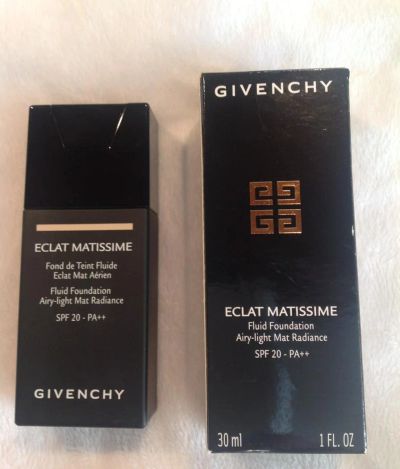 ECLAT MATISSIME
Fond de Teint Fluide
Eclat Mat Aérien
Fluid Foundation
Airy-light Mat Radiance
SPF 20 - PA++
GIVENCHY
GIVENCHY
ECLAT MATISSIME
Fluid Foundation
Airy-light Mat Radiance
SPF 20 - PA++
30 ml 1 FL. OZ